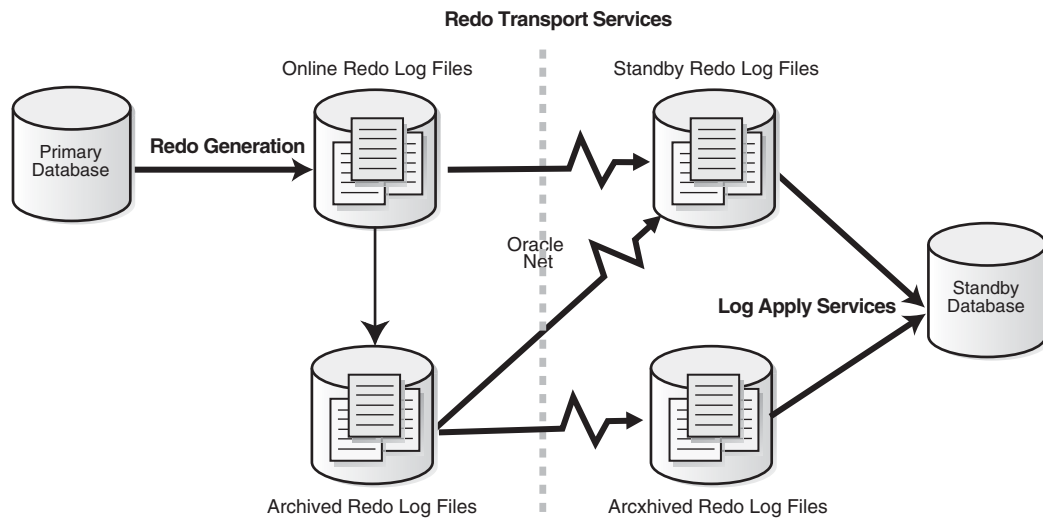 Redo Transport Services
Online Redo Log Files
Standby Redo Log Files
Primary
Database
Redo Generation
Oracle
Net
Log Apply Services
Standby
Database
Archived Redo Log Files
Arcxhived Redo Log Files